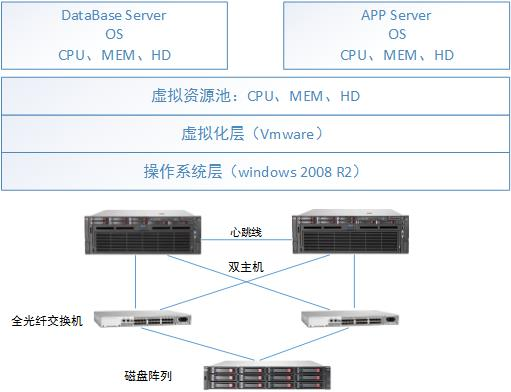 DataBase Server
OS
CPU、MEM、HD
APP Server
OS
CPU、MEM、HD
虚拟资源池：CPU、MEM、HD
虚拟化层（Vmware）
操作系统层（windows 2008 R2）
心跳线
双主机
全光纤交换机
磁盘阵列